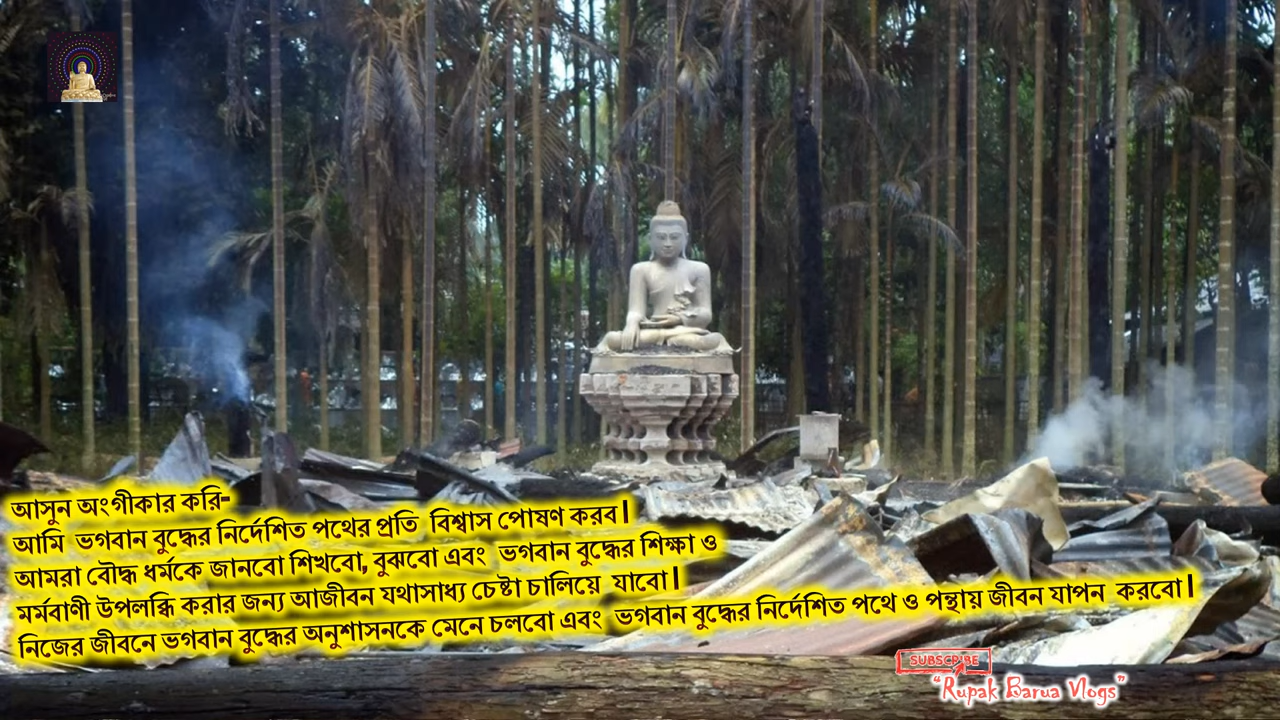 আসুন অংগীকার করি-
আমি ভগবান বুদ্ধের নির্দেশিত পথের প্রতি বিশ্বাস পোষণ করব।
আমরা বৌদ্ধ ধর্মকে জানবো শিখবো, বুঝবো এবং ভগবান বুদ্ধের শিক্ষা ও
মর্মবাণী উপলব্ধি করার জন্য আজীবন যথাসাধ্য চেষ্টা চালিয়ে যাবো।
নিজের জীবনে ভগবান বুদ্ধের অনুশাসনকে মেনে চলবো এবং ভগবান বুদ্ধের নির্দেশিত পথে ও পন্থায় জীবন যাপন করবো।
SUBSCRIBE
"Rupak Barua Vlogs"